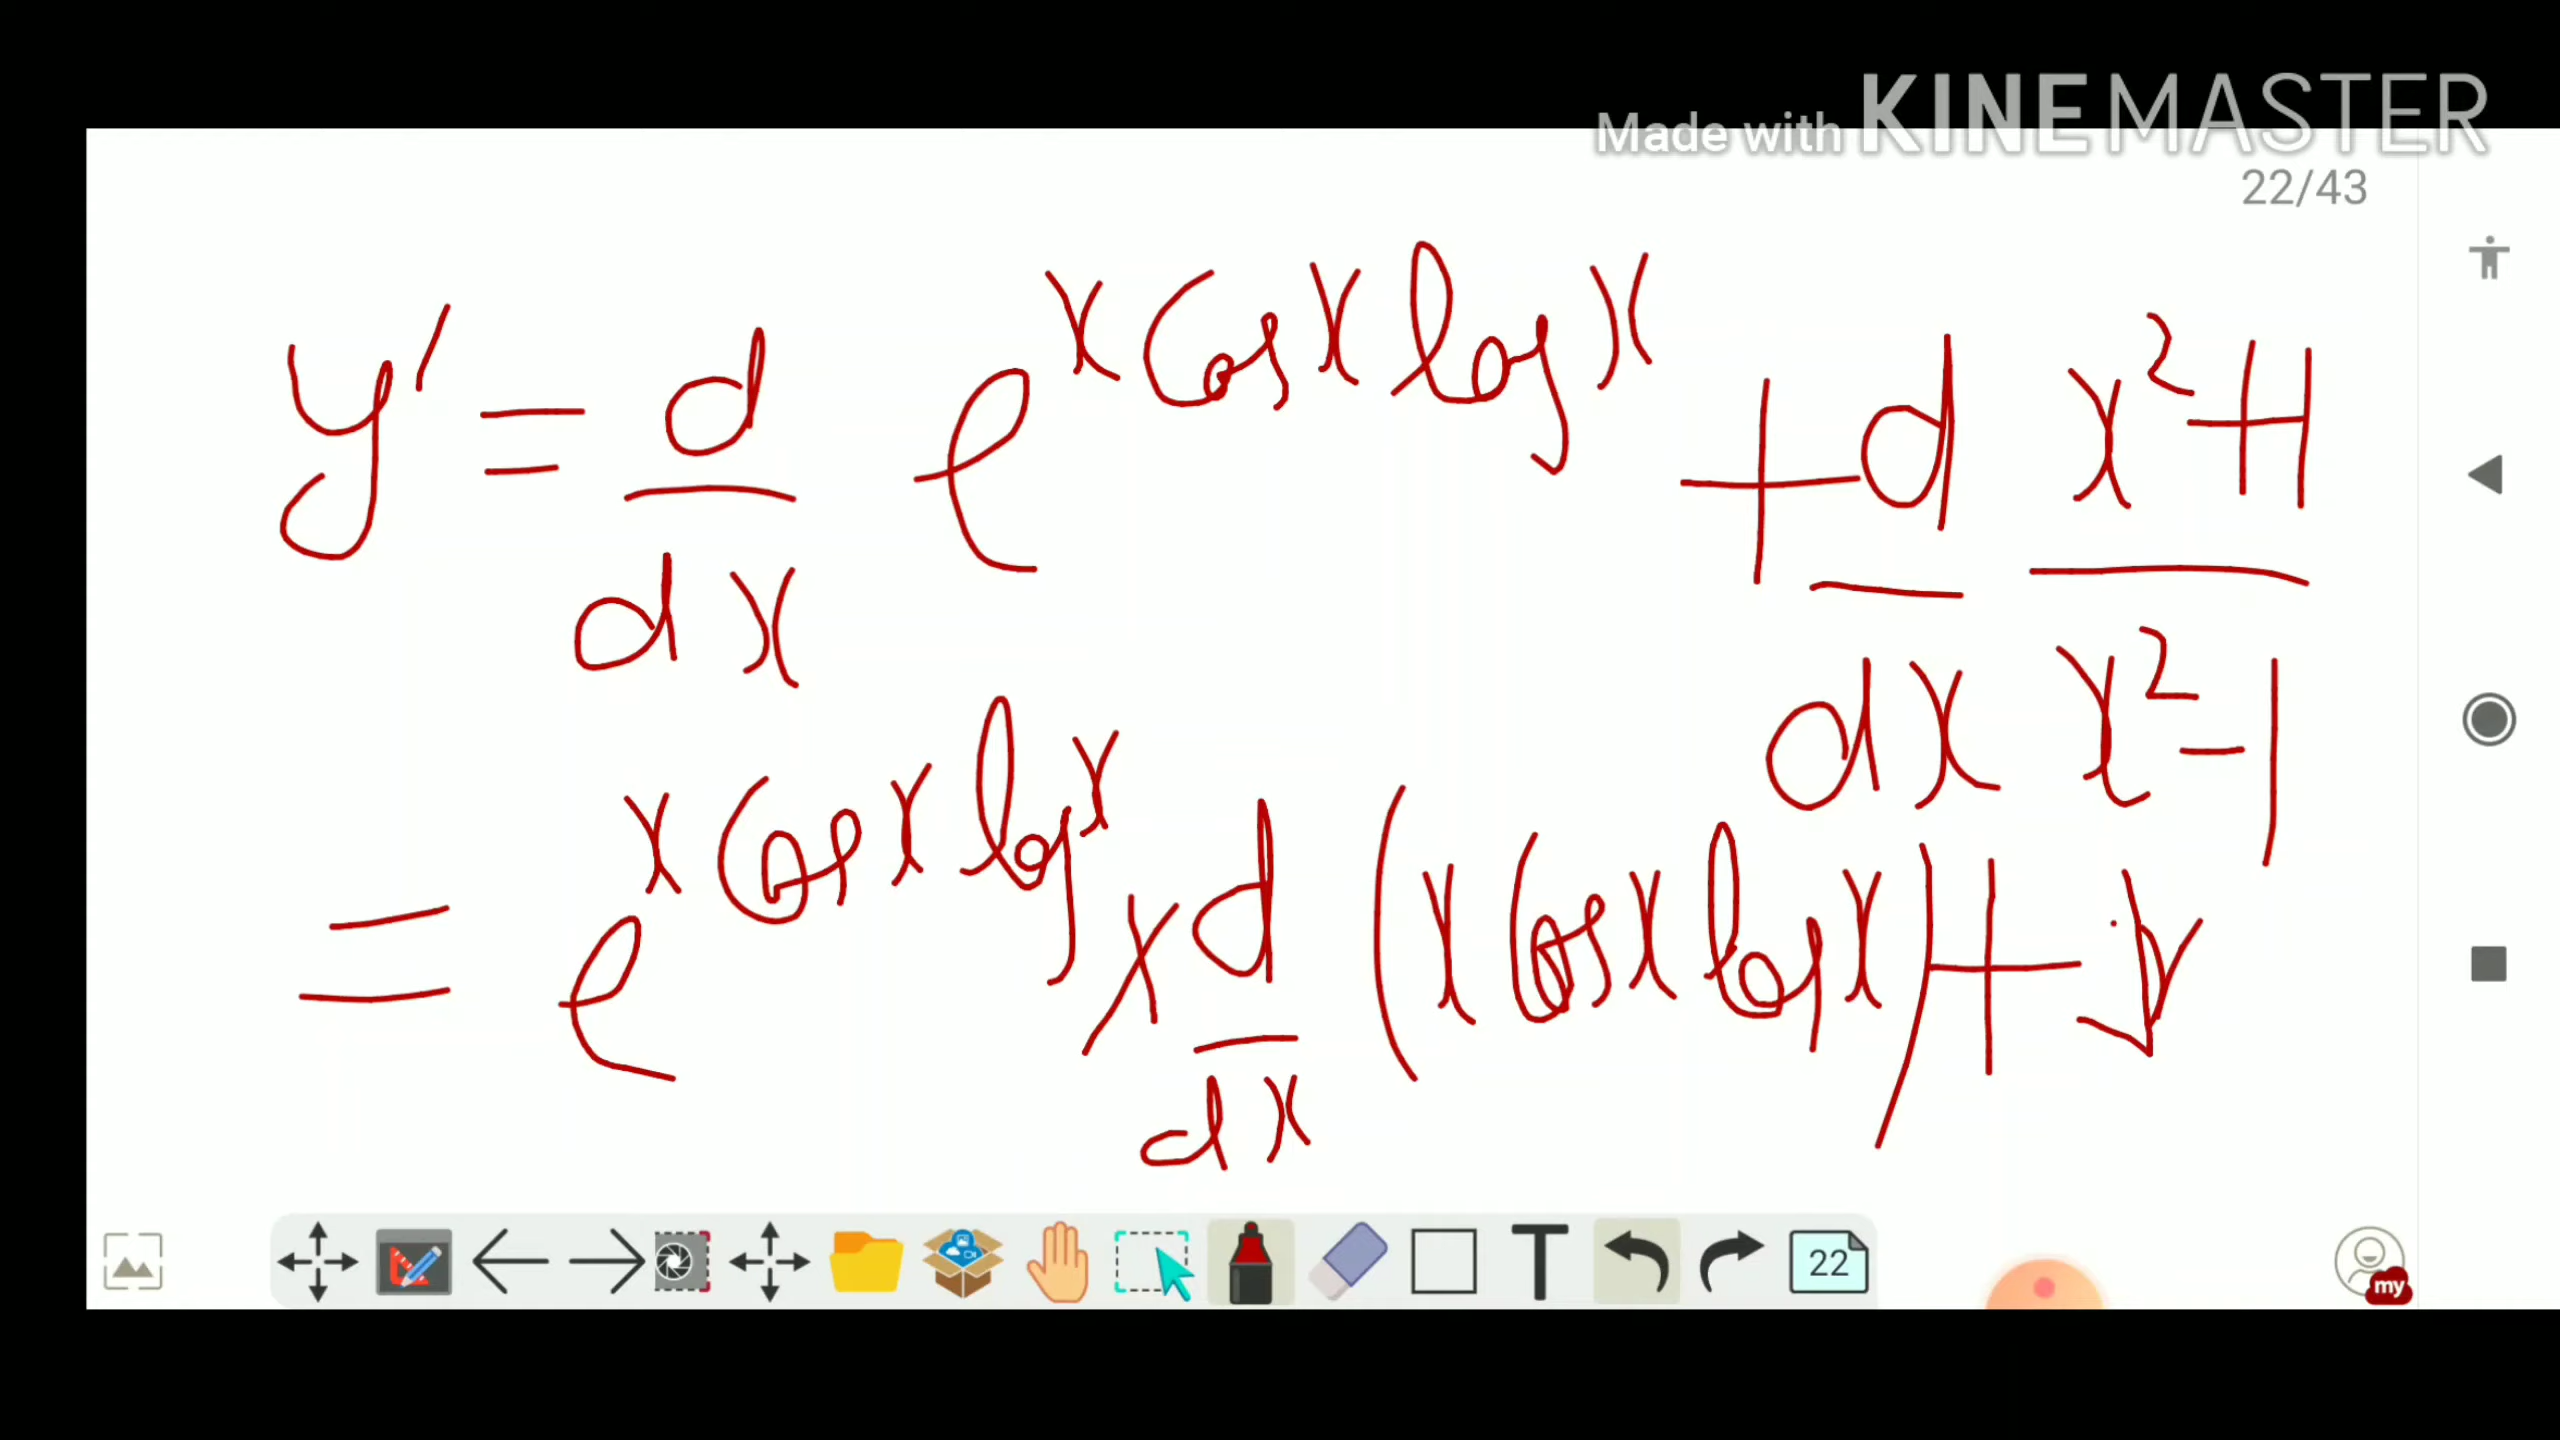 Made with KINEMASTER
22/43
y' = d/dx e^(x cos x log x) + d/dx (x²+1)/(x²-1)
= e^(x cos x log x) × d/dx (x cos x log x) +
22
my